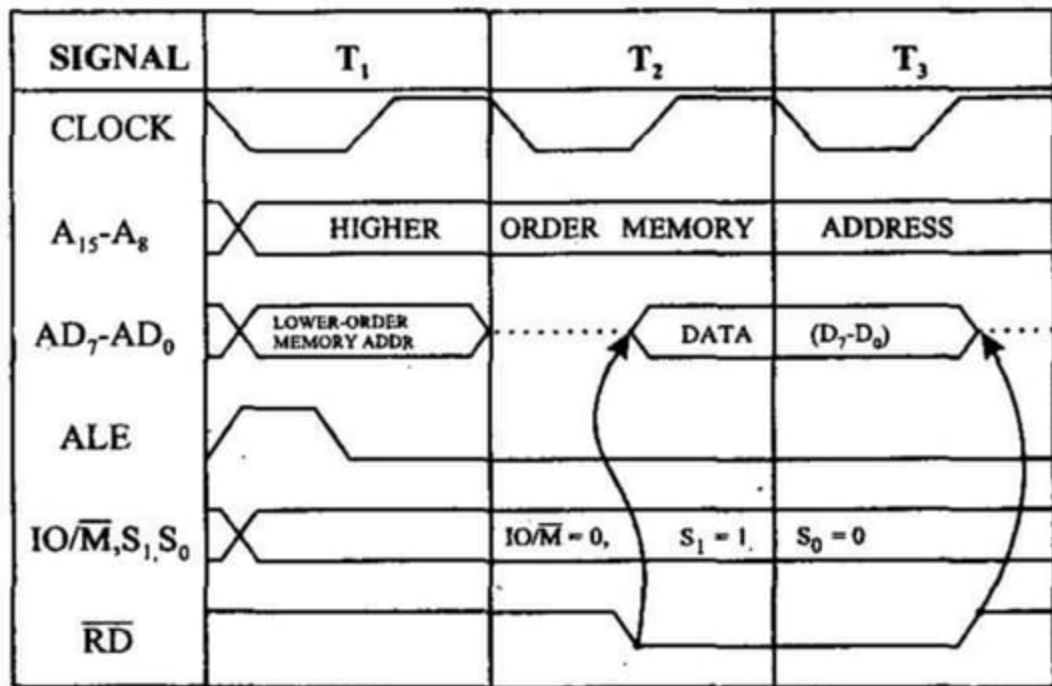 SIGNAL T₁ T₂ T₃
CLOCK
A₁₅-A₈ HIGHER ORDER MEMORY ADDRESS
AD₇-AD₀ LOWER-ORDER MEMORY ADDR DATA (D₇-D₀)
ALE
IO/M̅,S₁,S₀ IO/M̅ = 0, S₁ = 1, S₀ = 0
R̅D̅